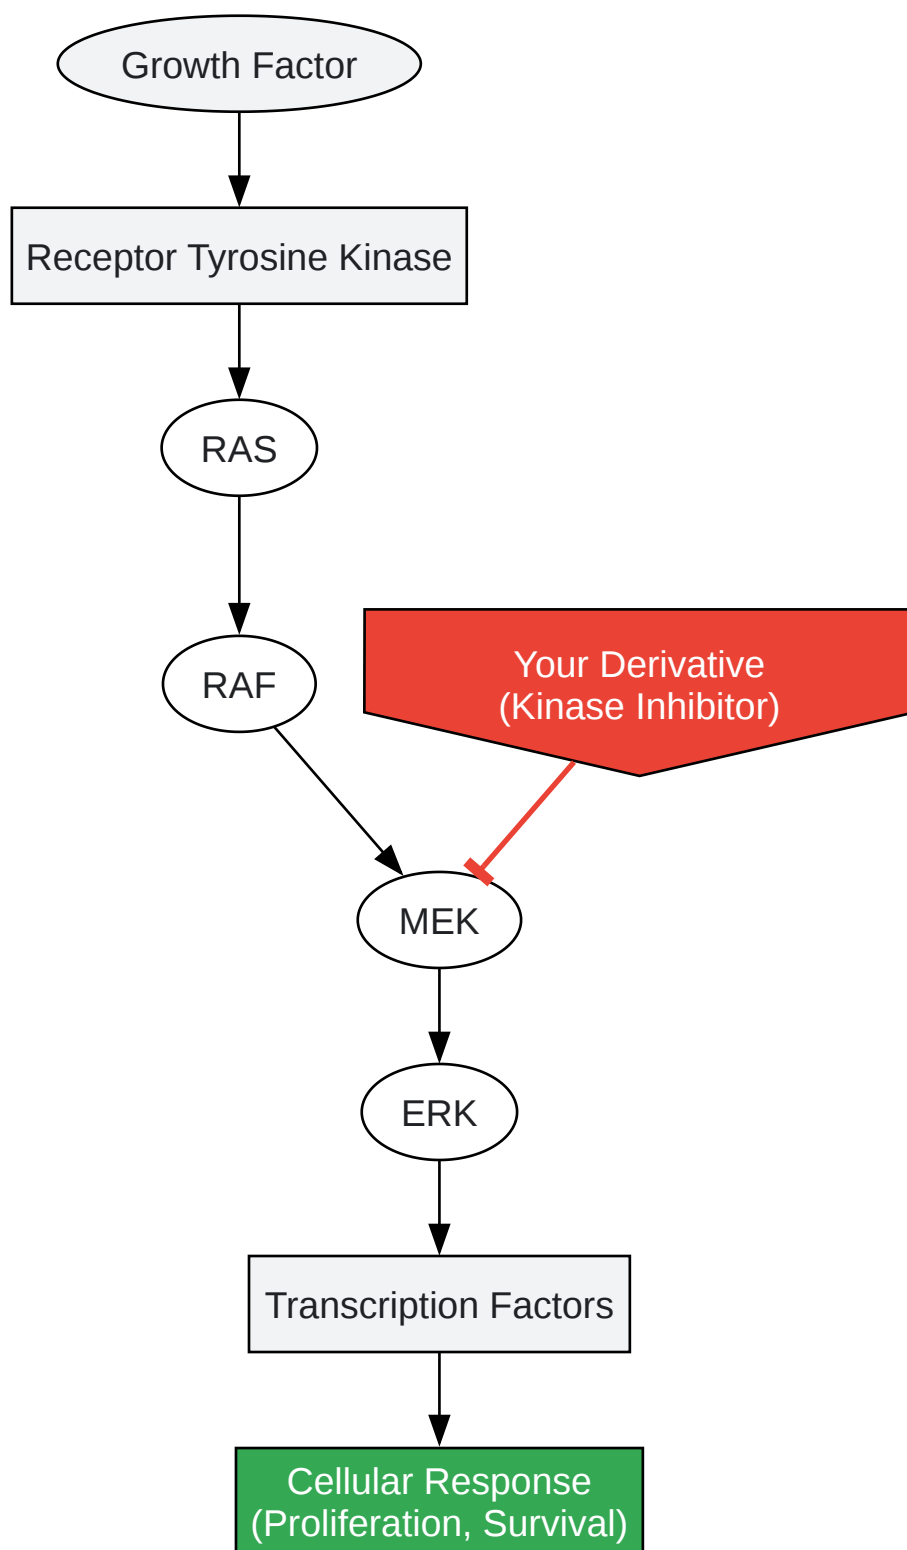 Growth Factor
Receptor Tyrosine Kinase
RAS
RAF
Your Derivative
(Kinase Inhibitor)
MEK
ERK
Transcription Factors
Cellular Response
(Proliferation, Survival)